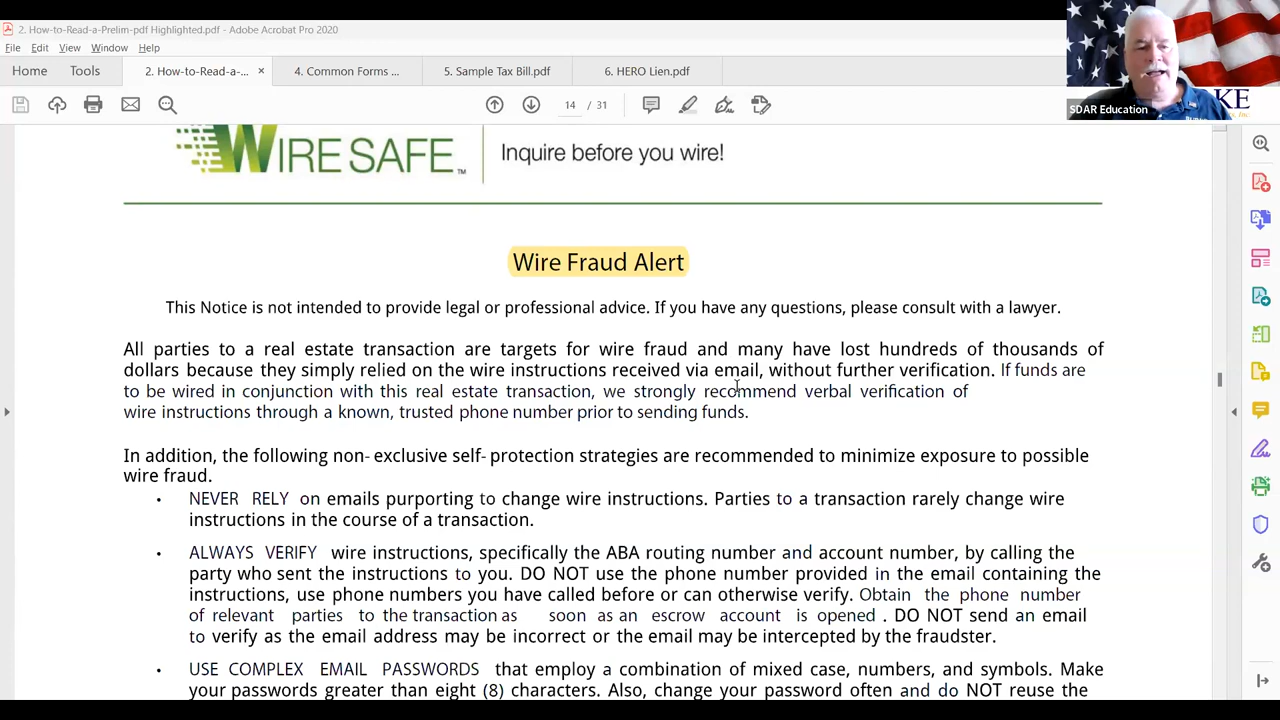 2. How-to-Read-a-Prelim-pdf Highlighted.pdf - Adobe Acrobat Pro 2020
File Edit View Window Help
Home Tools 2. How-to-Read-a-... × 4. Common Forms ... 5. Sample Tax Bill.pdf 6. HERO Lien.pdf
14 / 31
SDAR Education
KE
WIRE SAFE™ Inquire before you wire!
Wire Fraud Alert
This Notice is not intended to provide legal or professional advice. If you have any questions, please consult with a lawyer.
All parties to a real estate transaction are targets for wire fraud and many have lost hundreds of thousands of
dollars because they simply relied on the wire instructions received via email, without further verification. If funds are
to be wired in conjunction with this real estate transaction, we strongly recommend verbal verification of
wire instructions through a known, trusted phone number prior to sending funds.
In addition, the following non- exclusive self- protection strategies are recommended to minimize exposure to possible
wire fraud.
• NEVER RELY on emails purporting to change wire instructions. Parties to a transaction rarely change wire
instructions in the course of a transaction.
• ALWAYS VERIFY wire instructions, specifically the ABA routing number and account number, by calling the
party who sent the instructions to you. DO NOT use the phone number provided in the email containing the
instructions, use phone numbers you have called before or can otherwise verify. Obtain the phone number
of relevant parties to the transaction as soon as an escrow account is opened . DO NOT send an email
to verify as the email address may be incorrect or the email may be intercepted by the fraudster.
• USE COMPLEX EMAIL PASSWORDS that employ a combination of mixed case, numbers, and symbols. Make
your passwords greater than eight (8) characters. Also, change your password often and do NOT reuse the